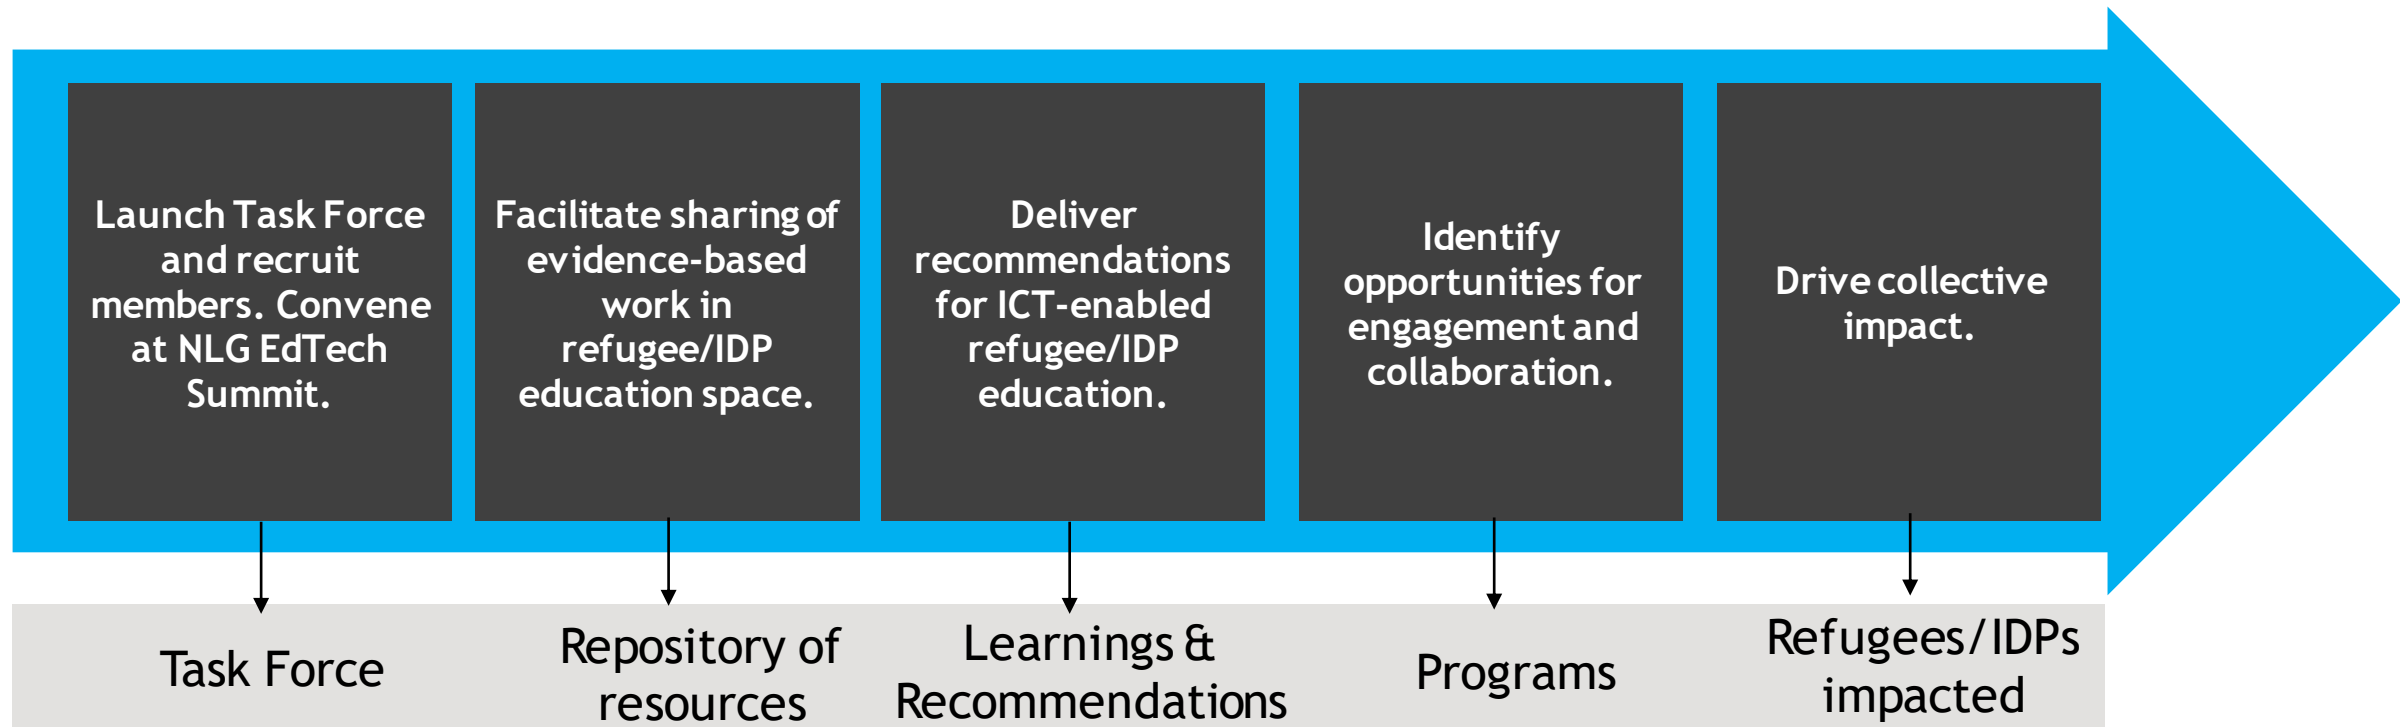 Launch Task Force
and recruit
members. Convene
at NLG EdTech
Summit.
Facilitate sharing of
evidence-based
work in
refugee/IDP
education space.
Deliver
recommendations
for ICT-enabled
refugee/IDP
education.
Identify
opportunities for
engagement and
collaboration.
Drive collective
impact.
Task Force
Repository of
resources
Learnings &
Recommendations
Programs
Refugees/IDPs
impacted